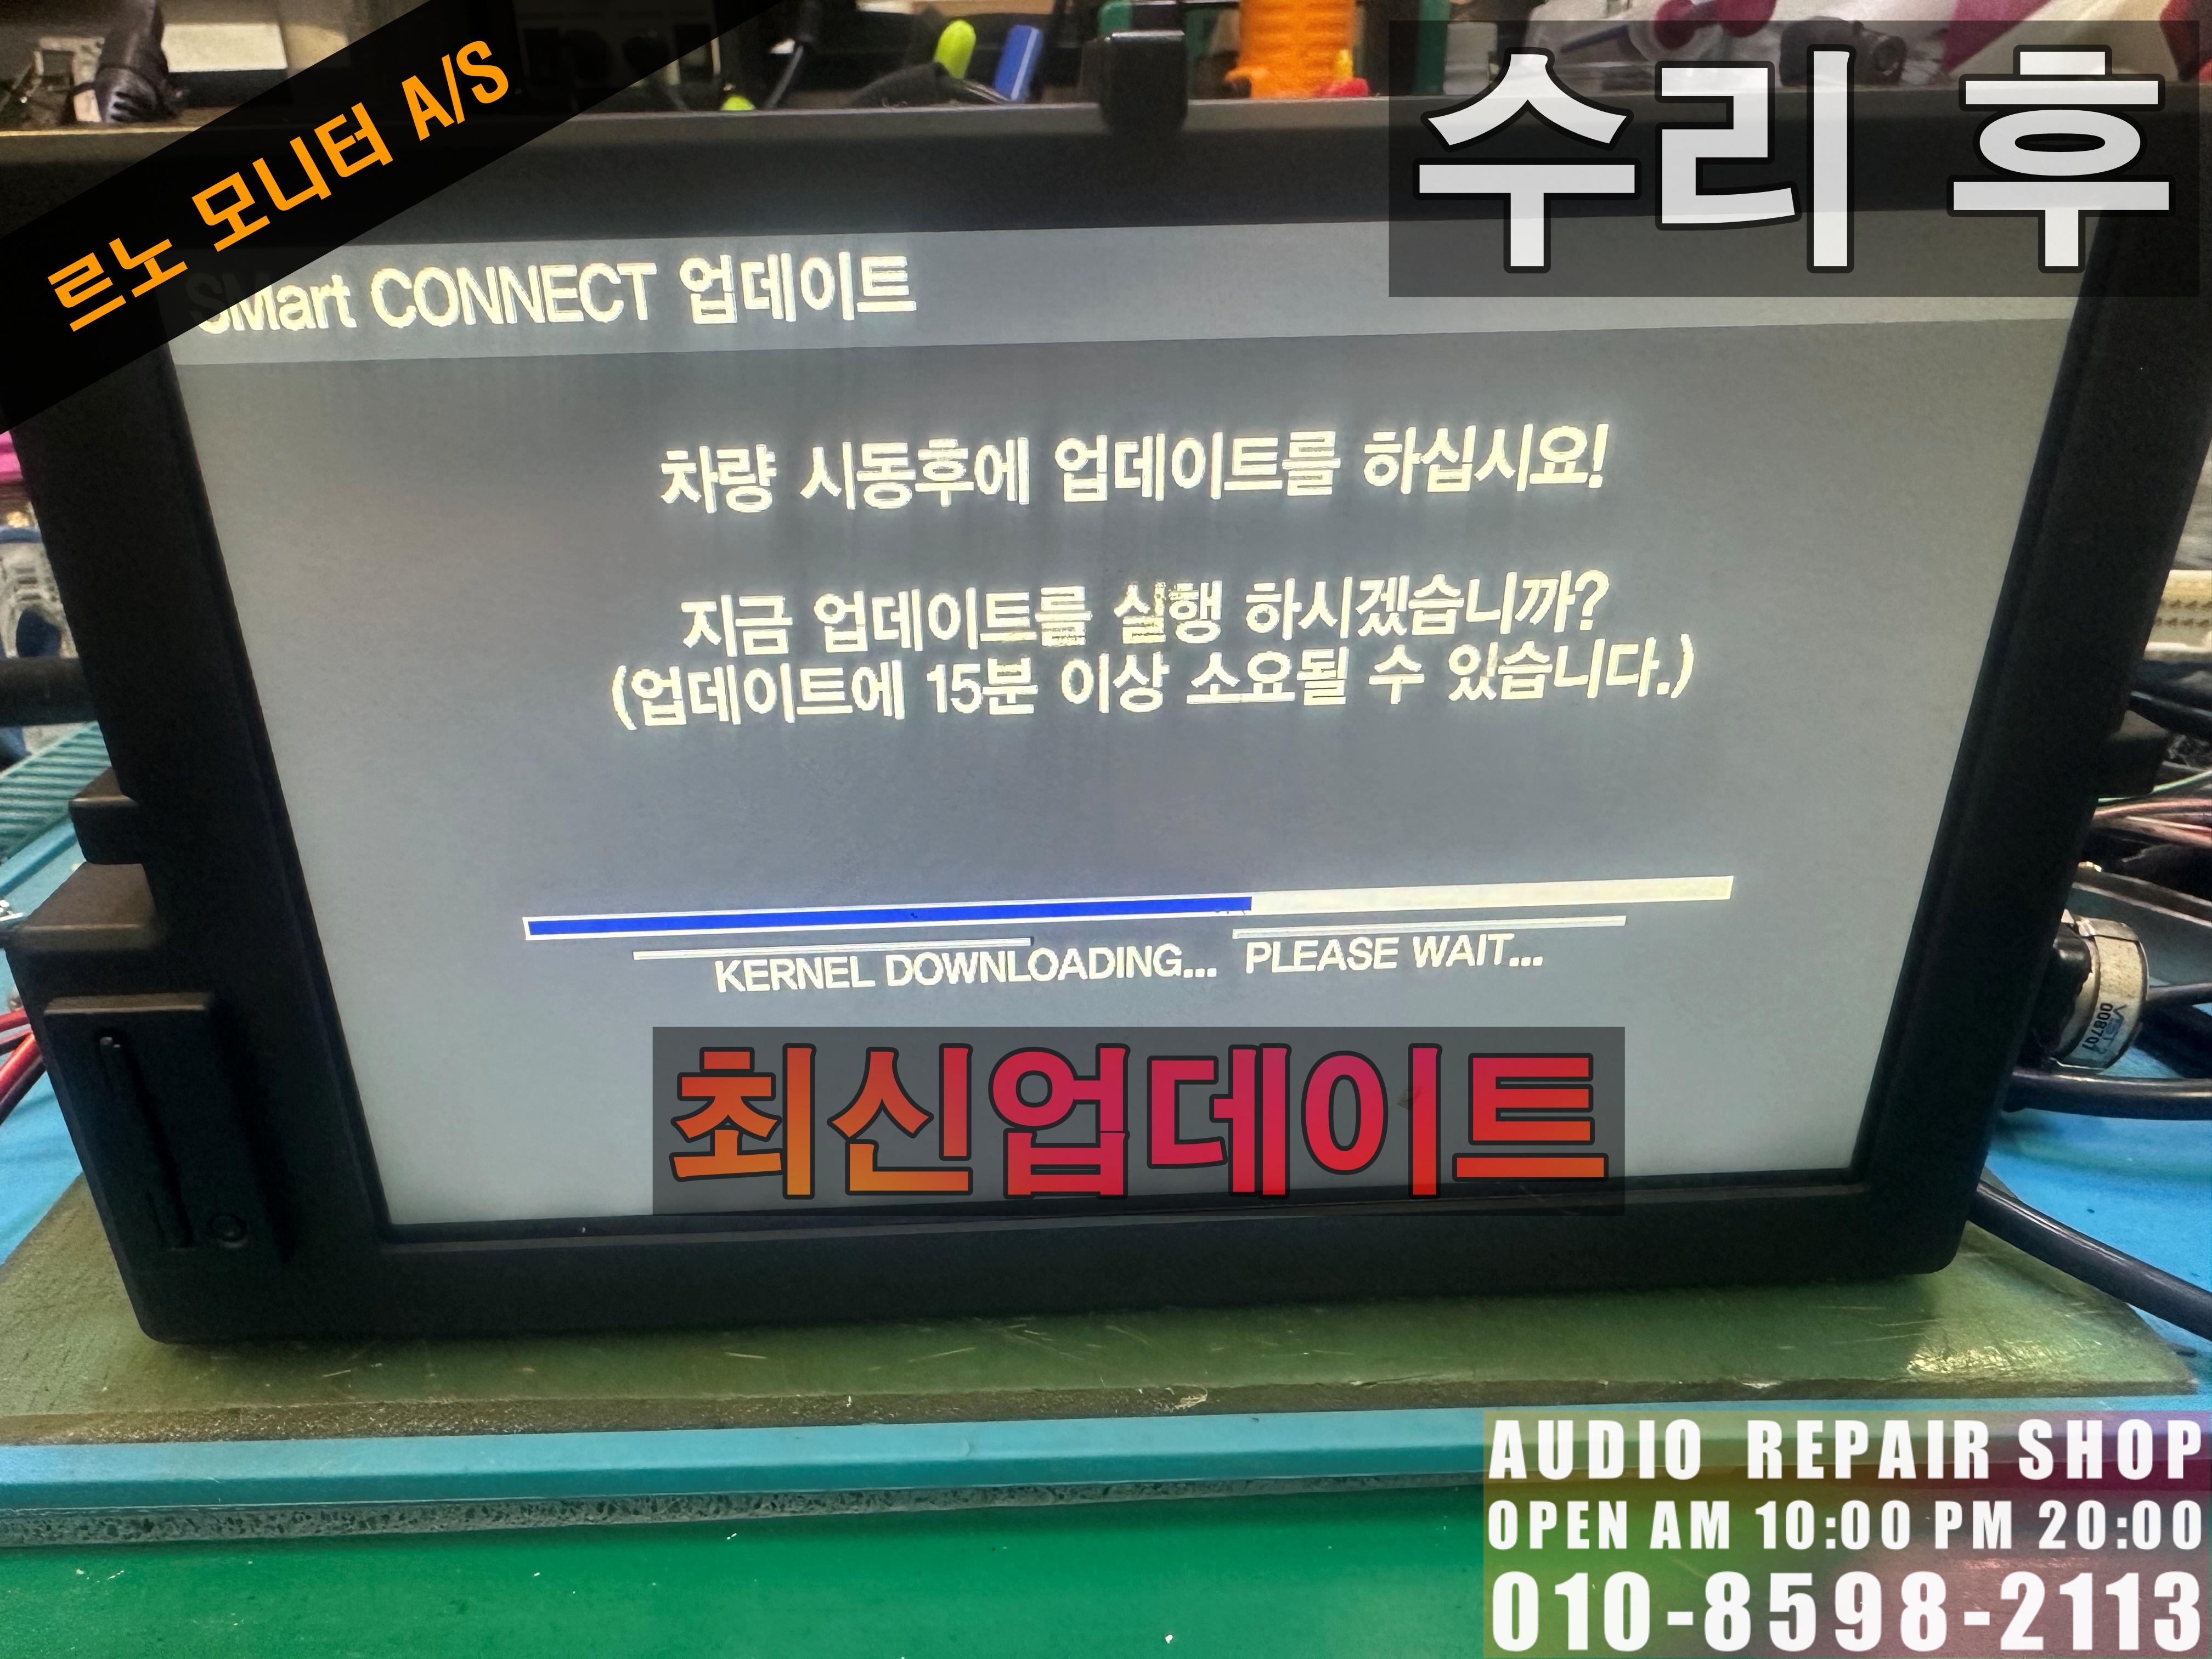 르노 모니터 A/S
수리 후
SMart CONNECT 업데이트
차량 시동후에 업데이트를 하십시요!
지금 업데이트를 실행 하시겠습니까?
(업데이트에 15분 이상 소요될 수 있습니다.)
KERNEL DOWNLOADING... PLEASE WAIT...
008707
최신업데이트
AUDIO REPAIR SHOP
OPEN AM 10:00 PM 20:00
010-8598-2113